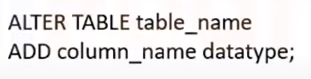 ALTER TABLE table_name
ADD column_name datatype;